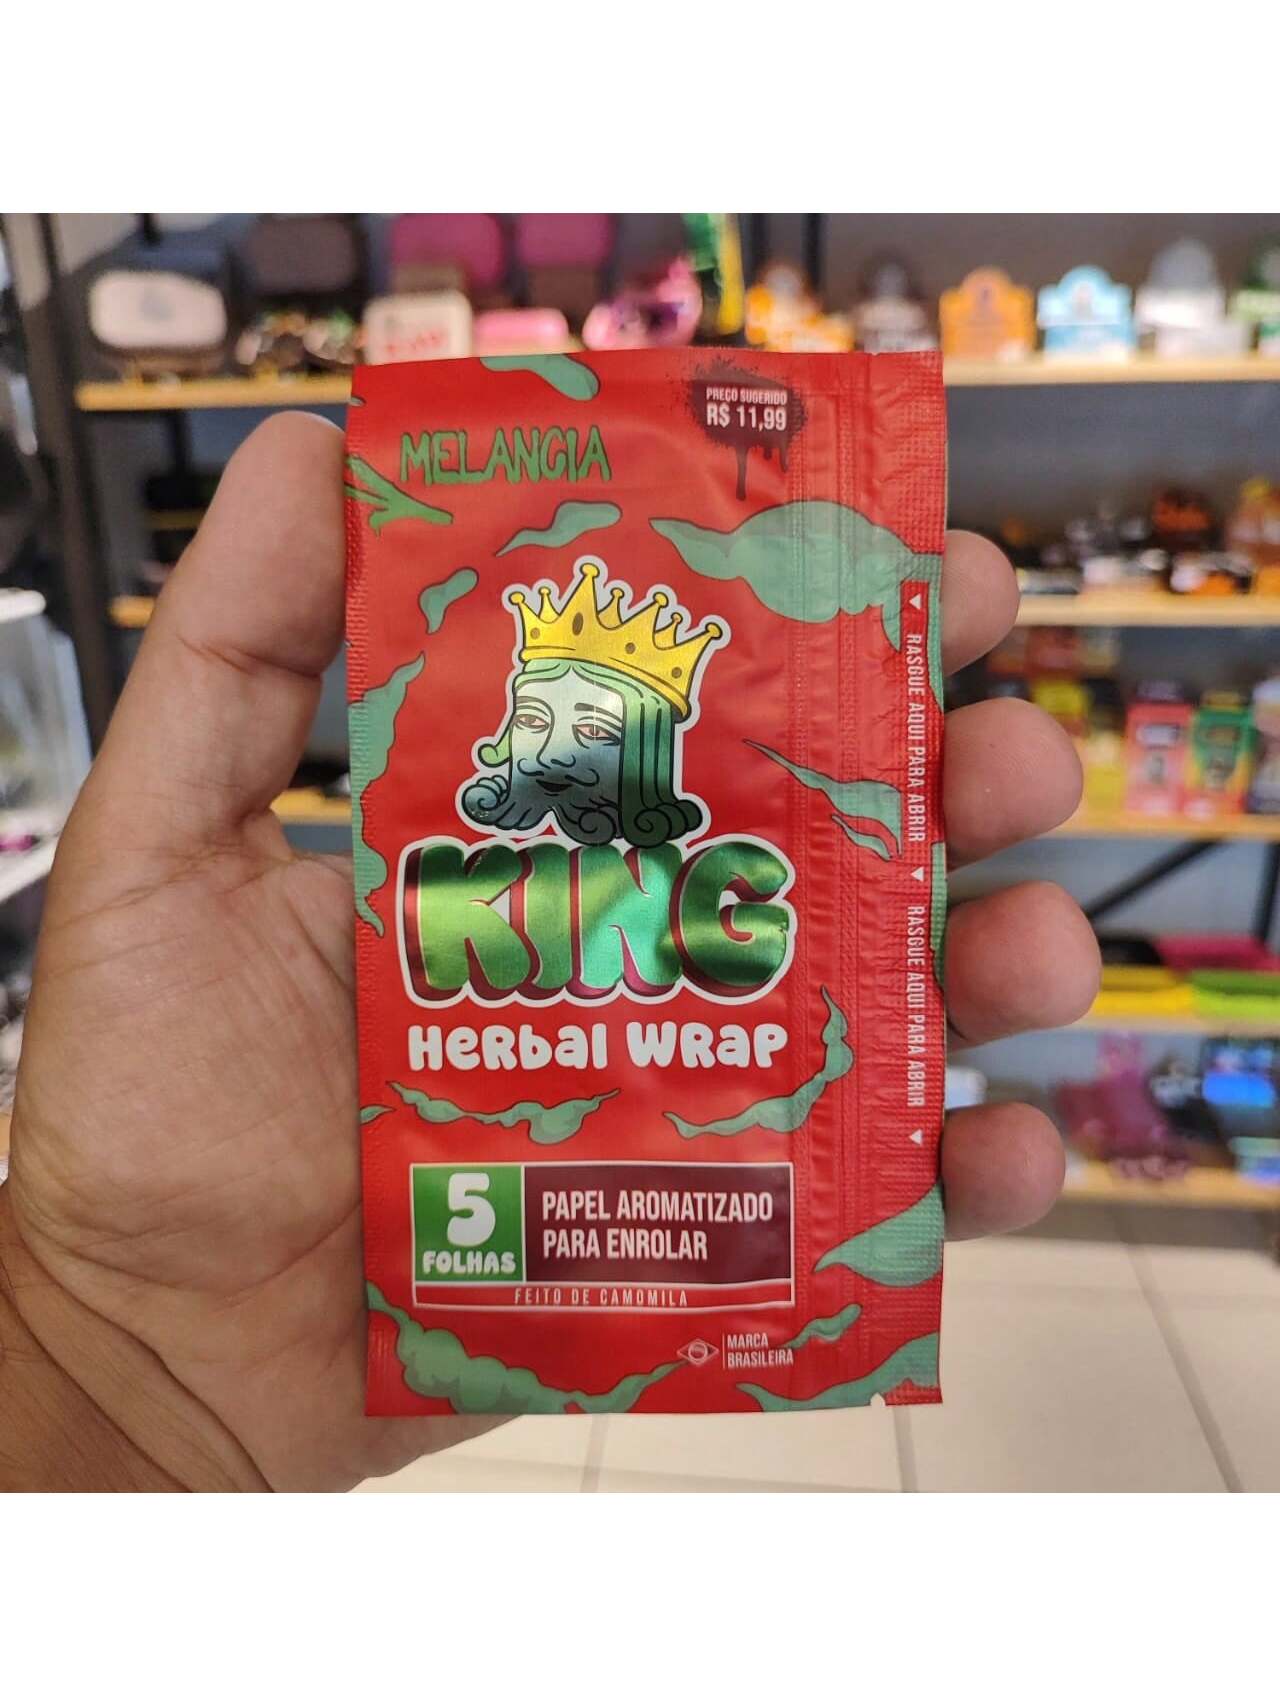 PREÇO SUGERIDO
R$ 11,99
MELANCIA
KING
HERBAL WRAP
5
FOLHAS
PAPEL AROMATIZADO
PARA ENROLAR
FEITO DE CAMOMILA
MARCA
BRASILEIRA
RASGUE AQUI PARA ABRIR
RASGUE AQUI PARA ABRIR